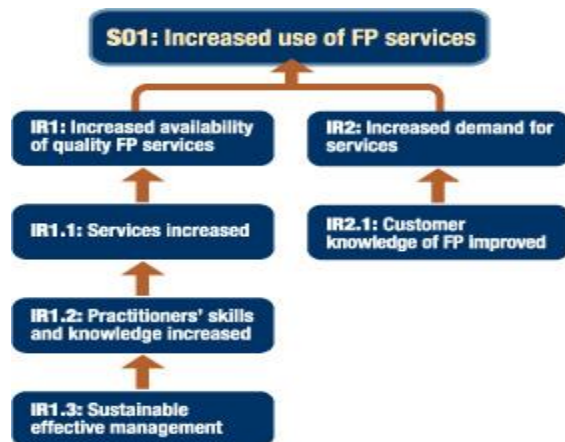 SO1: Increased use of FP services
IR1: Increased availability
of quality FP services
IR2: Increased demand for
services
IR1.1: Services increased
IR2.1: Customer
knowledge of FP improved
IR1.2: Practitioners' skills
and knowledge increased
IR1.3: Sustainable
effective management